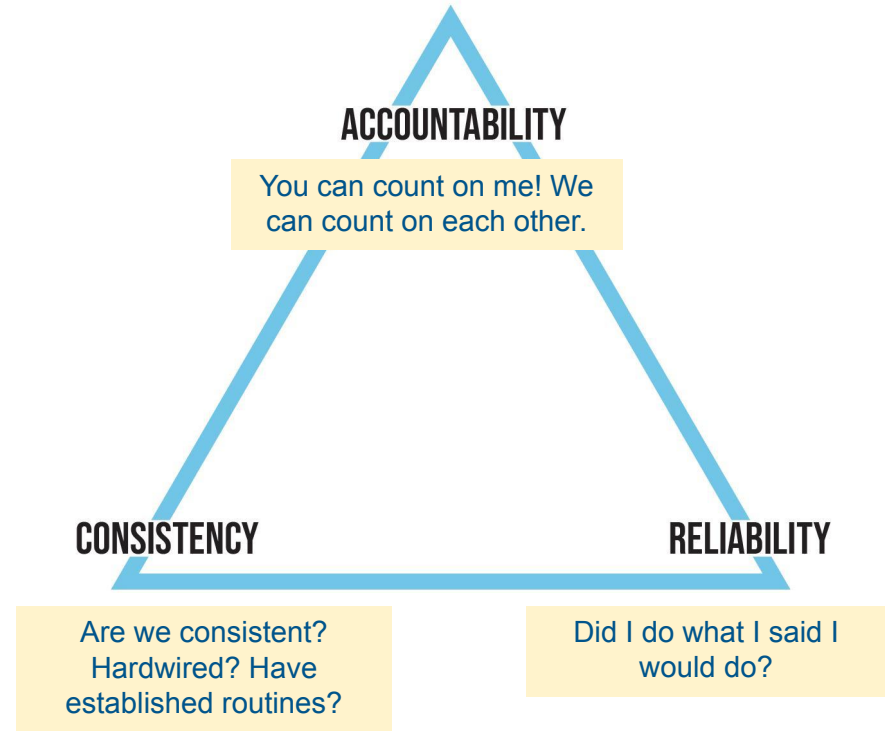 ACCOUNTABILITY
You can count on me! We
can count on each other.
CONSISTENCY
RELIABILITY
Are we consistent?
Hardwired? Have
established routines?
Did I do what I said I
would do?